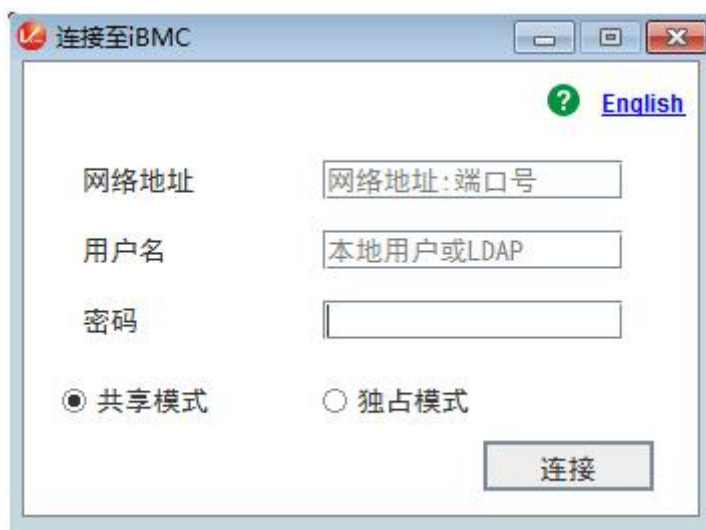 连接至iBMC
English
网络地址 网络地址:端口号
用户名 本地用户或LDAP
密码
共享模式 独占模式
连接